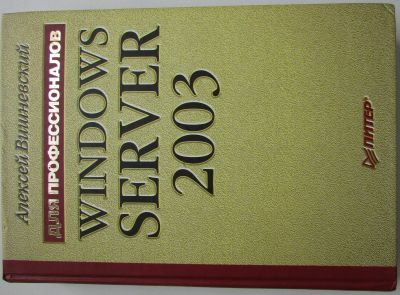 Алексей Вишневский
ДЛЯ ПРОФЕССИОНАЛОВ
WINDOWS
SERVER
2003
ПИТЕР